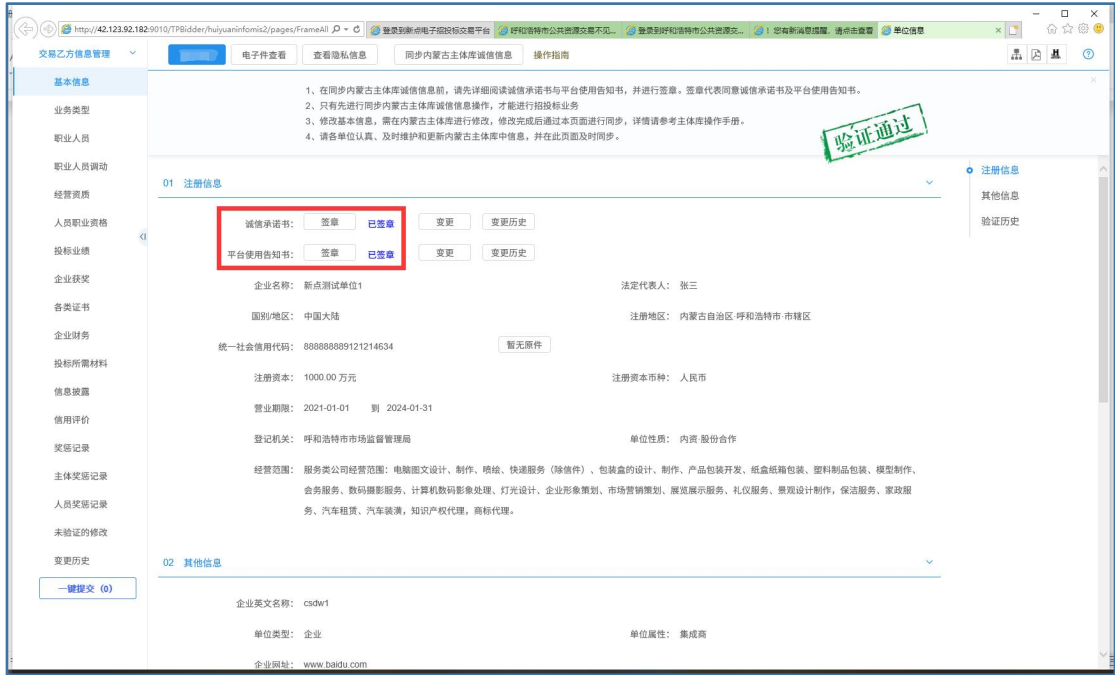 http://42.123.92.182:9010/TPBidder/huiyuaninfomis2/pages/FrameAll
登录到新点电子招投标交易平台
呼和浩特市公共资源交易不见...
登录到呼和浩特市公共资源交...
！您有新消息提醒，请点击查看
单位信息
交易乙方信息管理
电子件查看
查看隐私信息
同步内蒙古主体库诚信信息
操作指南
基本信息
业务类型
职业人员
职业人员调动
经营资质
人员职业资格
投标业绩
企业获奖
各类证书
企业财务
投标所需材料
信息披露
信用评价
奖惩记录
主体奖惩记录
人员奖惩记录
未验证的修改
变更历史
一键提交（0）
1、在同步内蒙古主体库诚信信息前，请先详细阅读诚信承诺书与平台使用告知书，并进行签章。签章代表同意诚信承诺书及平台使用告知书。
2、只有先进行同步内蒙古主体库诚信信息操作，才能进行招投标业务
3、修改基本信息，需在内蒙古主体库进行修改，修改完成后通过本页面进行同步，详情请参考主体库操作手册。
4、请各单位认真、及时维护和更新内蒙古主体库中信息，并在此页面及时同步。
验证通过
注册信息
其他信息
验证历史
01 注册信息
诚信承诺书： 签章 已签章 变更 变更历史
平台使用告知书： 签章 已签章 变更 变更历史
企业名称： 新点测试单位1 法定代表人： 张三
国别/地区： 中国大陆 注册地区： 内蒙古自治区·呼和浩特市·市辖区
统一社会信用代码： 888888889121214634 暂无原件
注册资本： 1000.00 万元 注册资本币种： 人民币
营业期限： 2021-01-01 到 2024-01-31
登记机关： 呼和浩特市市场监督管理局 单位性质： 内资·股份合作
经营范围： 服务类公司经营范围：电脑图文设计、制作、喷绘、快递服务（除信件）、包装盒的设计、制作、产品包装开发、纸盒纸箱包装、塑料制品包装、模型制作、
会务服务、数码摄影服务、计算机数码影象处理、灯光设计、企业形象策划、市场营销策划、展览展示服务、礼仪服务、景观设计制作，保洁服务、家政服
务、汽车租赁、汽车装潢，知识产权代理，商标代理。
02 其他信息
企业英文名称： csdw1
单位类型： 企业 单位属性： 集成商
企业网址： www.baidu.com